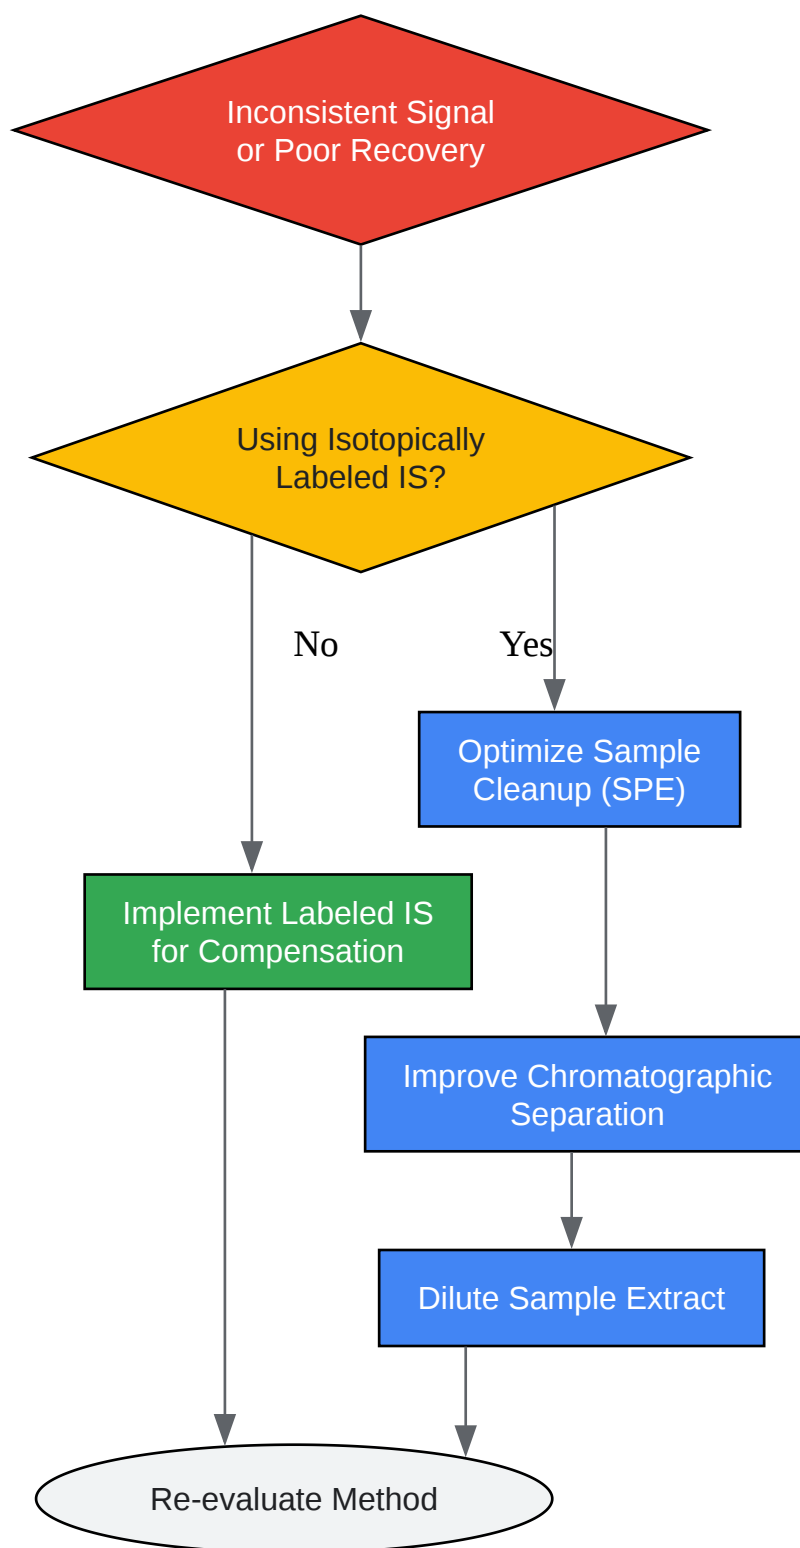 Inconsistent Signal
or Poor Recovery
Using Isotopically
Labeled IS?
No
Yes
Optimize Sample
Cleanup (SPE)
Implement Labeled IS
for Compensation
Improve Chromatographic
Separation
Dilute Sample Extract
Re-evaluate Method